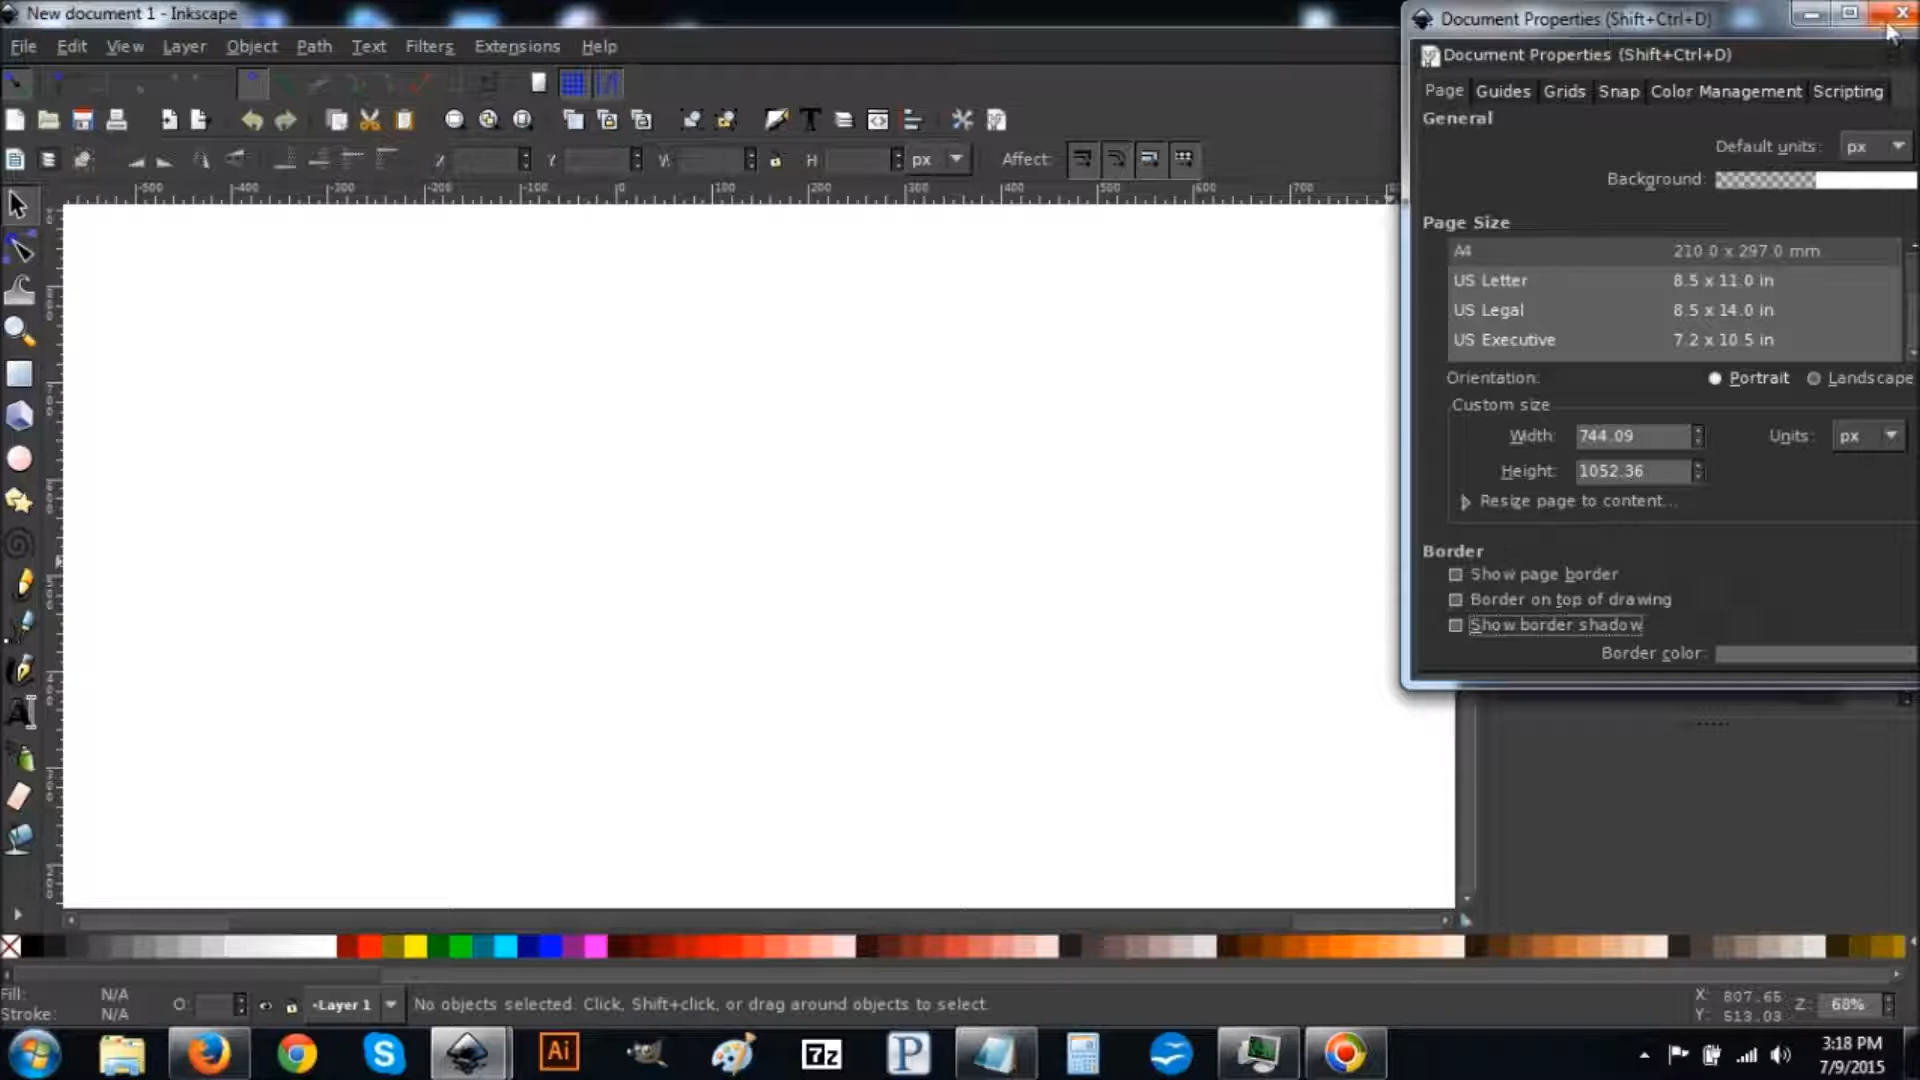 New document 1 - Inkscape
File Edit View Layer Object Path Text Filters Extensions Help
X Y W H px Affect:
-500 -400 -300 -200 -100 0 100 200 300 400 500 600 700
Document Properties (Shift+Ctrl+D)
Document Properties (Shift+Ctrl+D)
Page Guides Grids Snap Color Management Scripting
General
Default units: px
Background:
Page Size
A4 210.0 x 297.0 mm
US Letter 8.5 x 11.0 in
US Legal 8.5 x 14.0 in
US Executive 7.2 x 10.5 in
Orientation: Portrait Landscape
Custom size
Width: 744.09 Units: px
Height: 1052.36
Resize page to content...
Border
Show page border
Border on top of drawing
Show border shadow
Border color:
Fill: N/A
Stroke: N/A
O: Layer 1 No objects selected. Click, Shift+click, or drag around objects to select.
X: 807.65
Y: 513.03
Z: 68%
S Ai 7z P
3:18 PM
7/9/2015